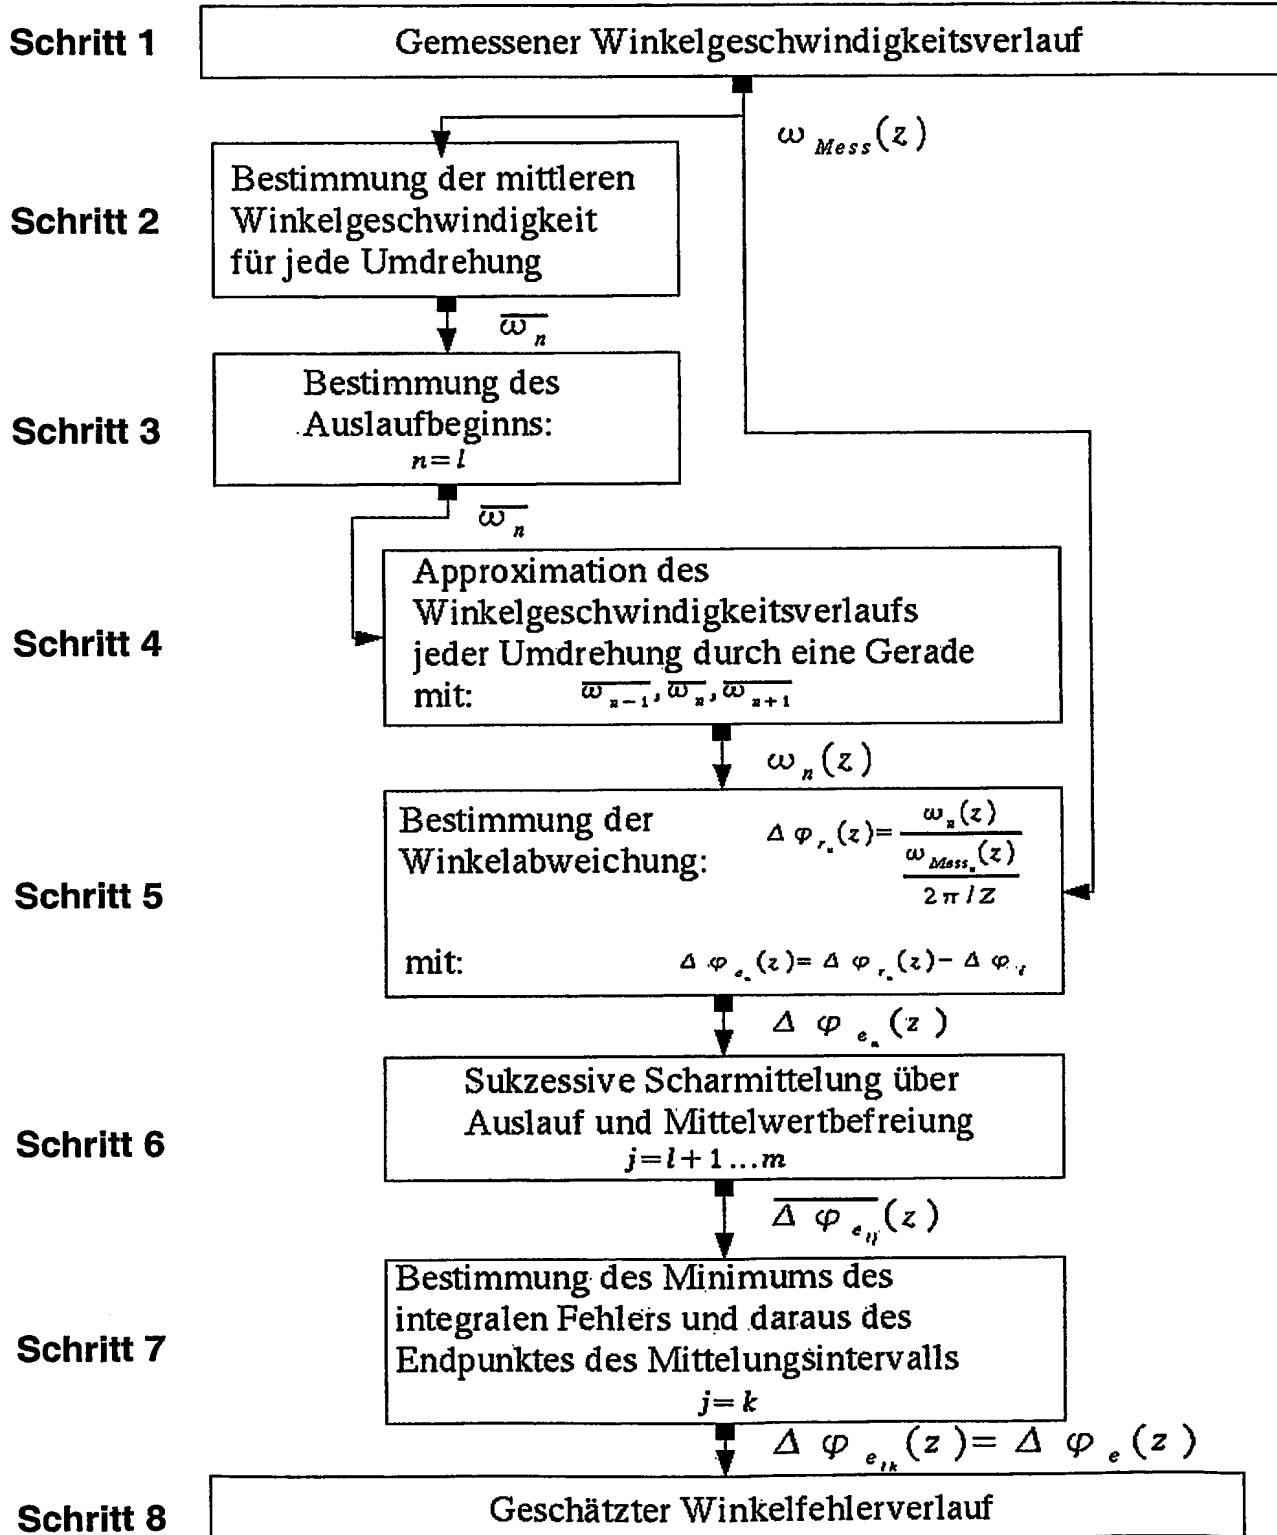 Schritt 1
Gemessener Winkelgeschwindigkeitsverlauf
ω_Mess(z)
Schritt 2
Bestimmung der mittleren
Winkelgeschwindigkeit
für jede Umdrehung
ω̅_n
Schritt 3
Bestimmung des
Auslaufbeginns:
n=l
ω̅_n
Schritt 4
Approximation des
Winkelgeschwindigkeitsverlaufs
jeder Umdrehung durch eine Gerade
mit: ω̅_n−1, ω̅_n, ω̅_n+1
ω_n(z)
Schritt 5
Bestimmung der
Winkelabweichung:
Δφ_r_n(z)= ω_n(z) / (ω_Mess_n(z) / (2π/Z))
mit: Δφ_e_n(z)= Δφ_r_n(z)− Δφ_i
Δφ_e_n(z)
Schritt 6
Sukzessive Scharmittelung über
Auslauf und Mittelwertbefreiung
j=l+1...m
Δφ̅_e_lj(z)
Schritt 7
Bestimmung des Minimums des
integralen Fehlers und daraus des
Endpunktes des Mittelungsintervalls
j=k
Δφ_e_lk(z)= Δφ_e(z)
Schritt 8
Geschätzter Winkelfehlerverlauf